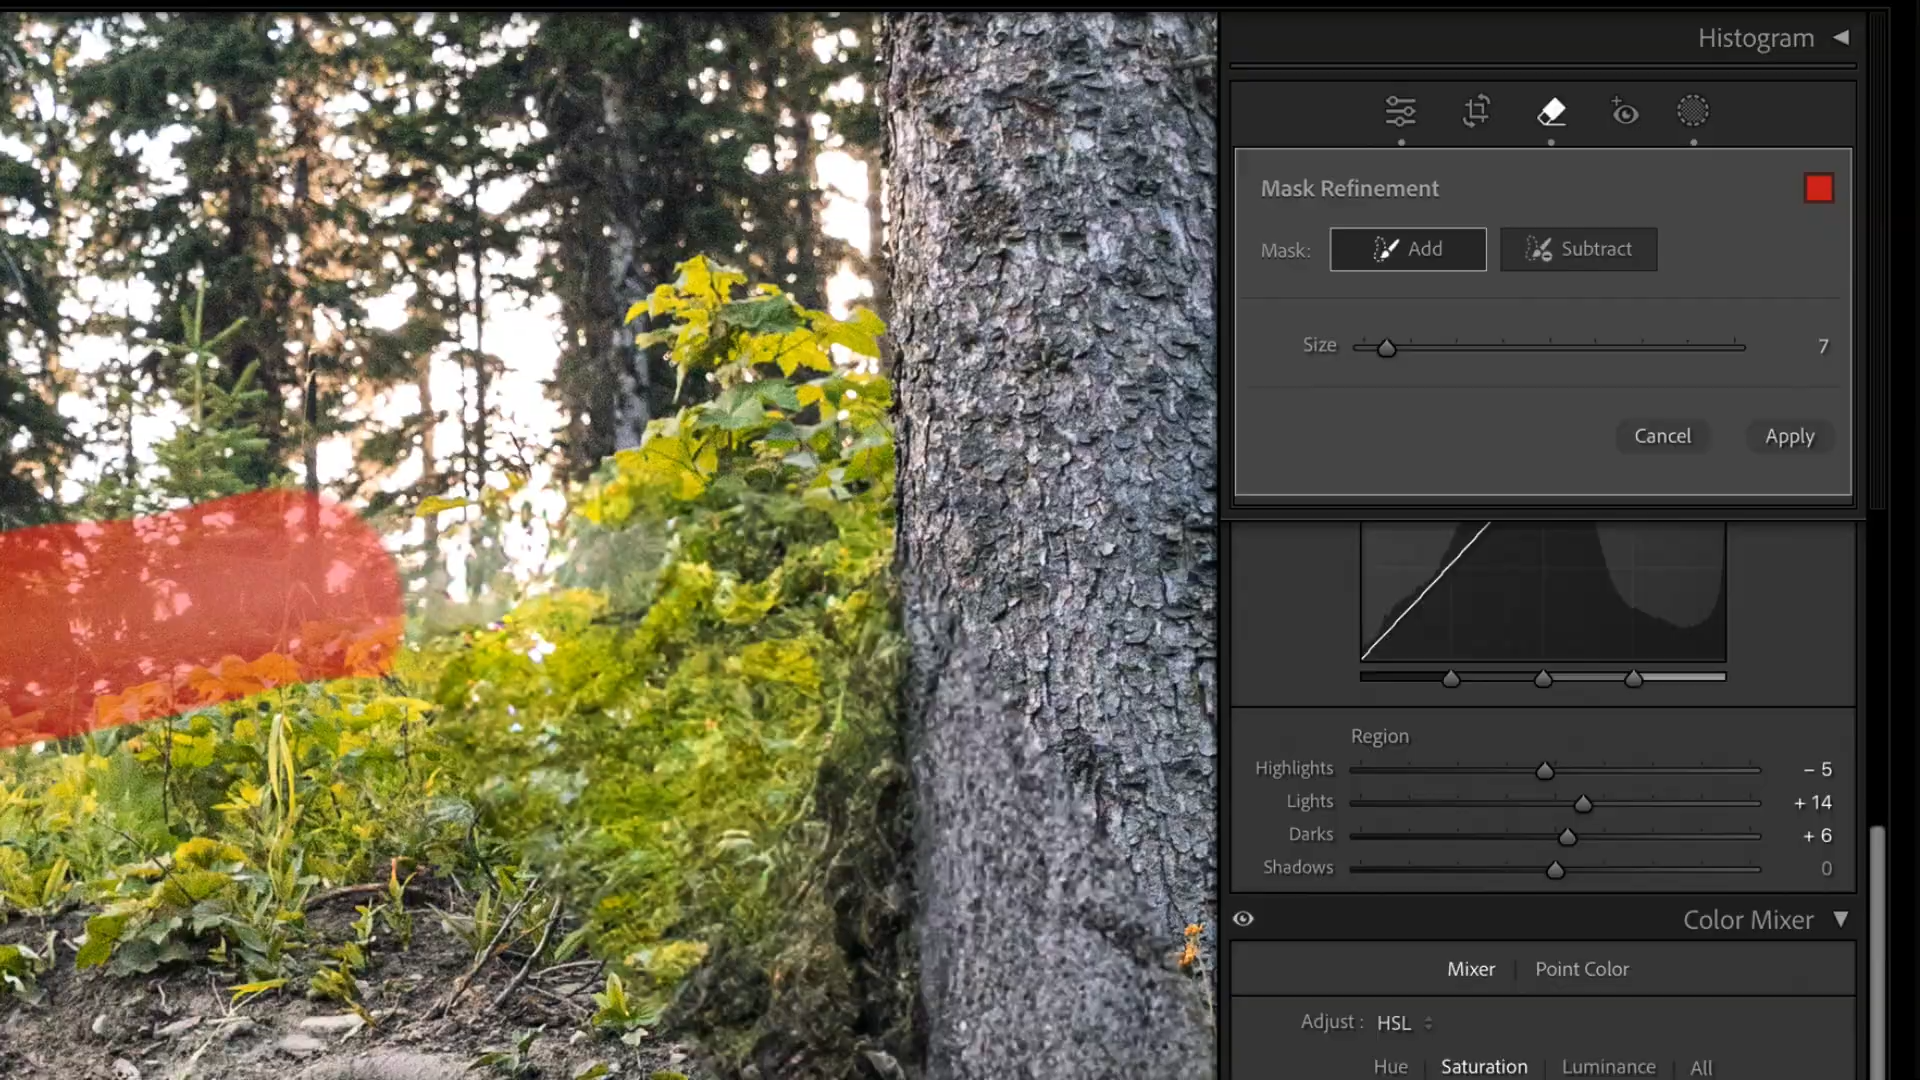 Histogram
Mask Refinement
Mask: Add Subtract
Size 7
Cancel Apply
Region
Highlights – 5
Lights + 14
Darks + 6
Shadows 0
Color Mixer
Mixer Point Color
Adjust : HSL
Hue Saturation Luminance All